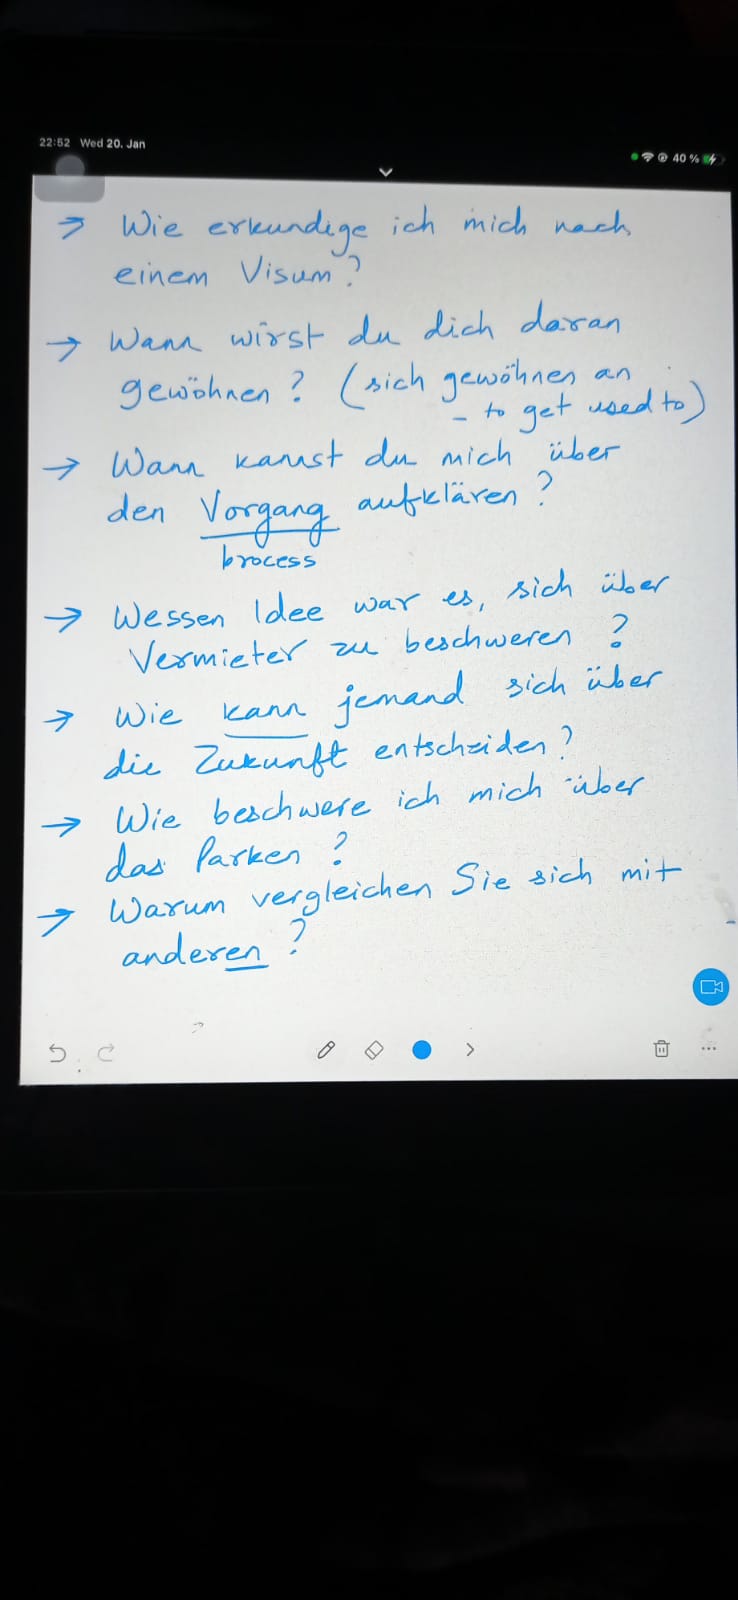 22:52 Wed 20. Jan
40 %
→ Wie erkundige ich mich nach
einem Visum?
→ Wann wirst du dich daran
gewöhnen? (sich gewöhnen an
- to get used to)
→ Wann kannst du mich über
den Vorgang aufklären?
process
→ Wessen Idee war es, sich über
Vermieter zu beschweren?
→ Wie kann jemand sich über
die Zukunft entscheiden?
→ Wie beschwere ich mich über
das Parken?
→ Warum vergleichen Sie sich mit
anderen?